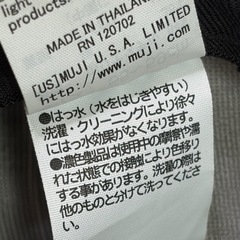 light
products
MADE IN THAILAND
RN 120702
[US]MUJI U.S.A. LIMITED
www.muji.com
●はっ水（水をはじきやすい）
洗濯・クリーニングにより徐々
にはっ水効果がなくなります。
●濃色製品は使用中の摩擦や濡
れた状態での接触により色移り
する事があります。洗濯の際は
他のものと分けて洗ってくださ